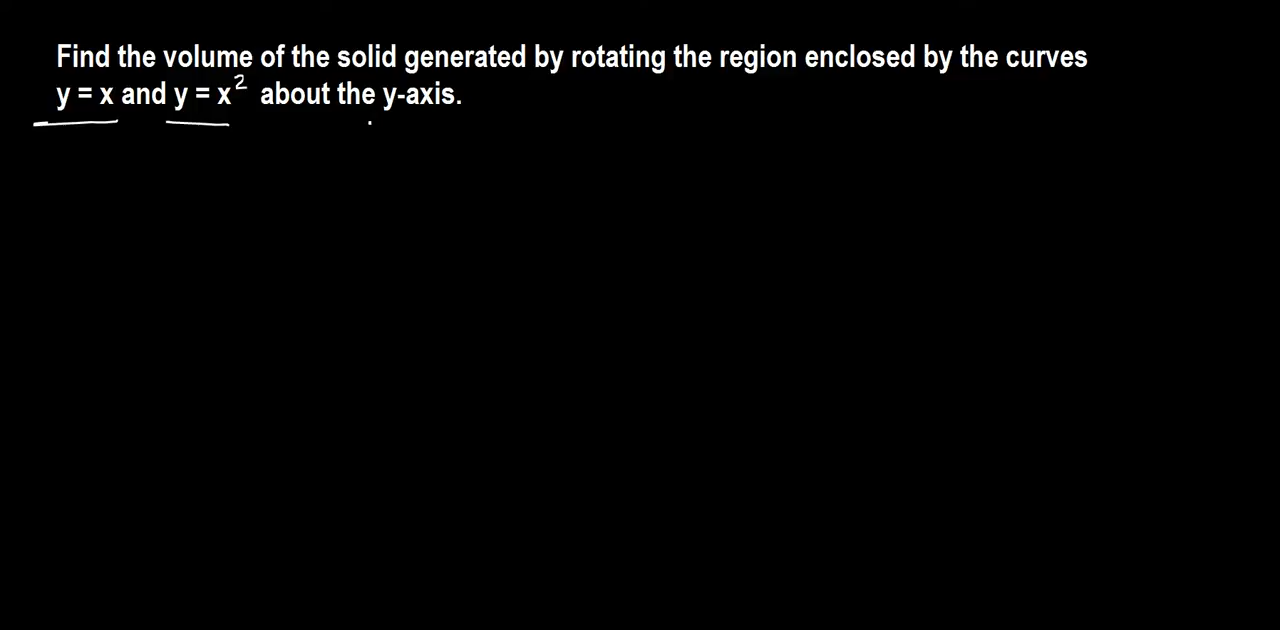 Find the volume of the solid generated by rotating the region enclosed by the curves
y = x and y = x² about the y-axis.